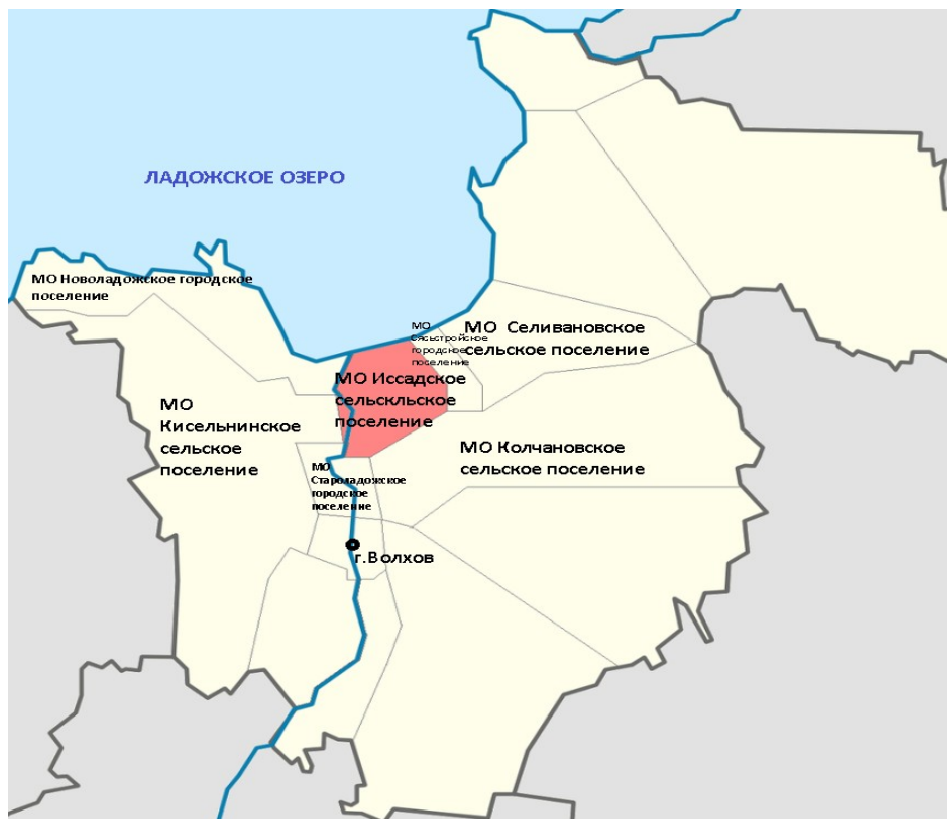 ЛАДОЖСКОЕ ОЗЕРО
МО Новоладожское городское
поселение
МО
Сясьстройское
городское
поселение
МО Селивановское
сельское поселение
МО Иссадское
сельскльское
поселение
МО
Кисельнинское
сельское
поселение
МО Колчановское
сельское поселение
МО
Староладожское
городское
поселение
г.Волхов